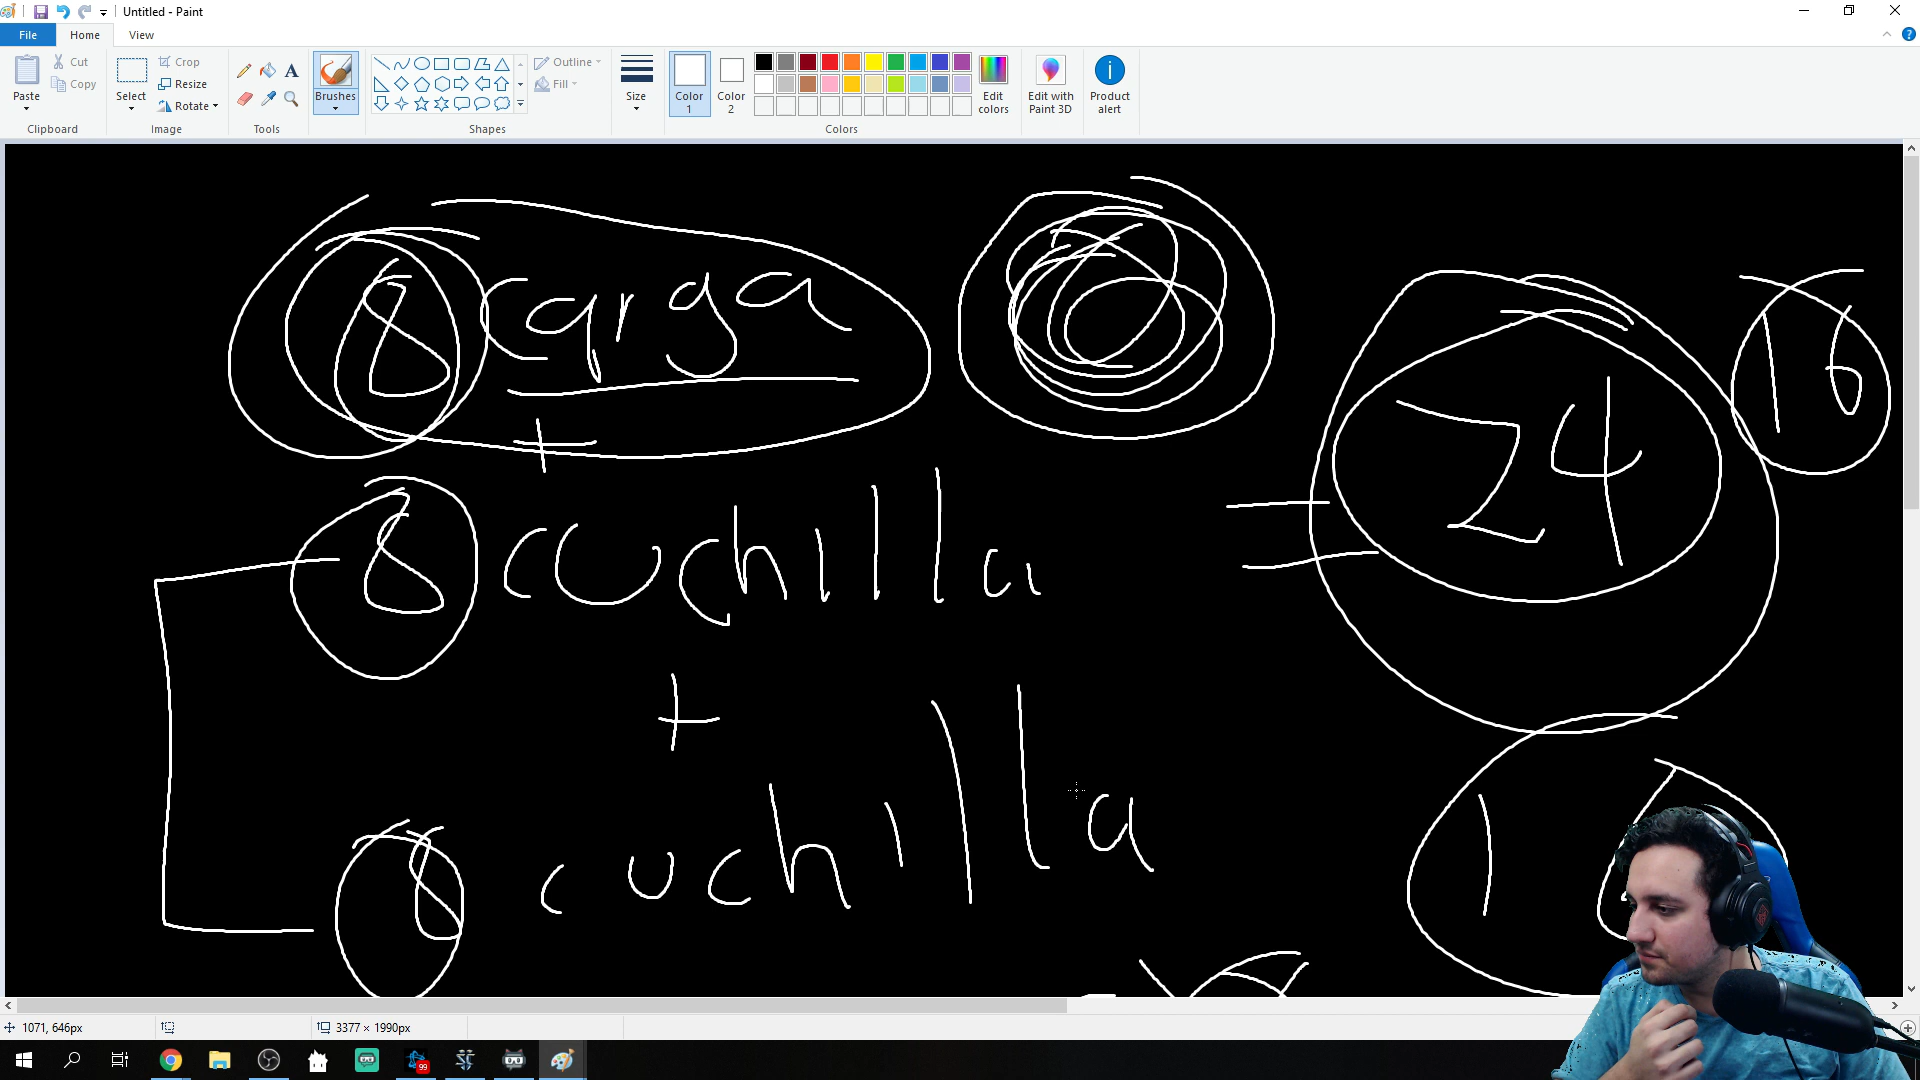 Untitled - Paint
File Home View
Paste
Cut
Copy
Clipboard
Select
Crop
Resize
Rotate
Image
Tools
Brushes
Shapes
Outline
Fill
Size
Color 1
Color 2
Colors
Edit colors
Edit with Paint 3D
Product alert
8 carga
+
8 cuchilla
=
24
16
+
8 cuchilla
1
1071, 646px
3377 × 1990px
99